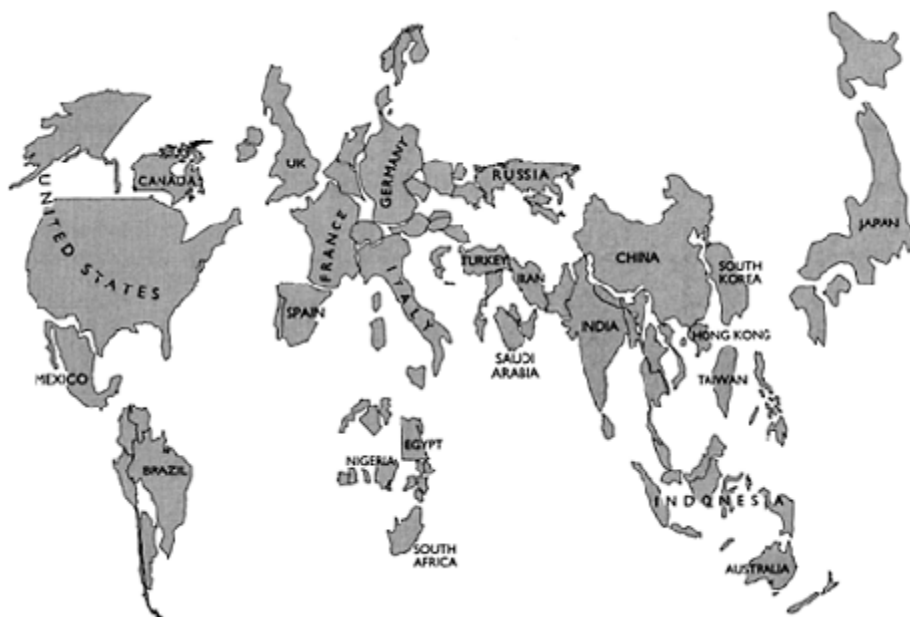 UNITED STATES
CANADA
MEXICO
BRAZIL
UK
FRANCE
GERMANY
SPAIN
ITALY
RUSSIA
TURKEY
IRAN
SAUDI
ARABIA
EGYPT
NIGERIA
SOUTH
AFRICA
CHINA
INDIA
SOUTH
KOREA
JAPAN
HONG KONG
TAIWAN
INDONESIA
AUSTRALIA